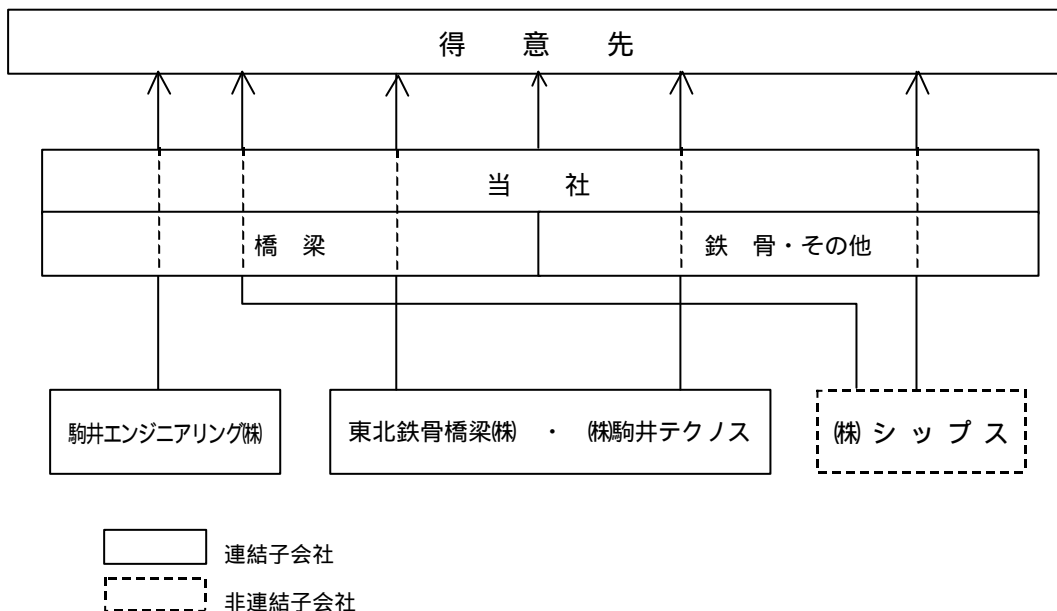 得 意 先
当 社
橋 梁 鉄 骨・その他
駒井エンジニアリング㈱ 東北鉄骨橋梁㈱ ・ ㈱駒井テクノス ㈱ シ ッ プ ス
連結子会社
非連結子会社